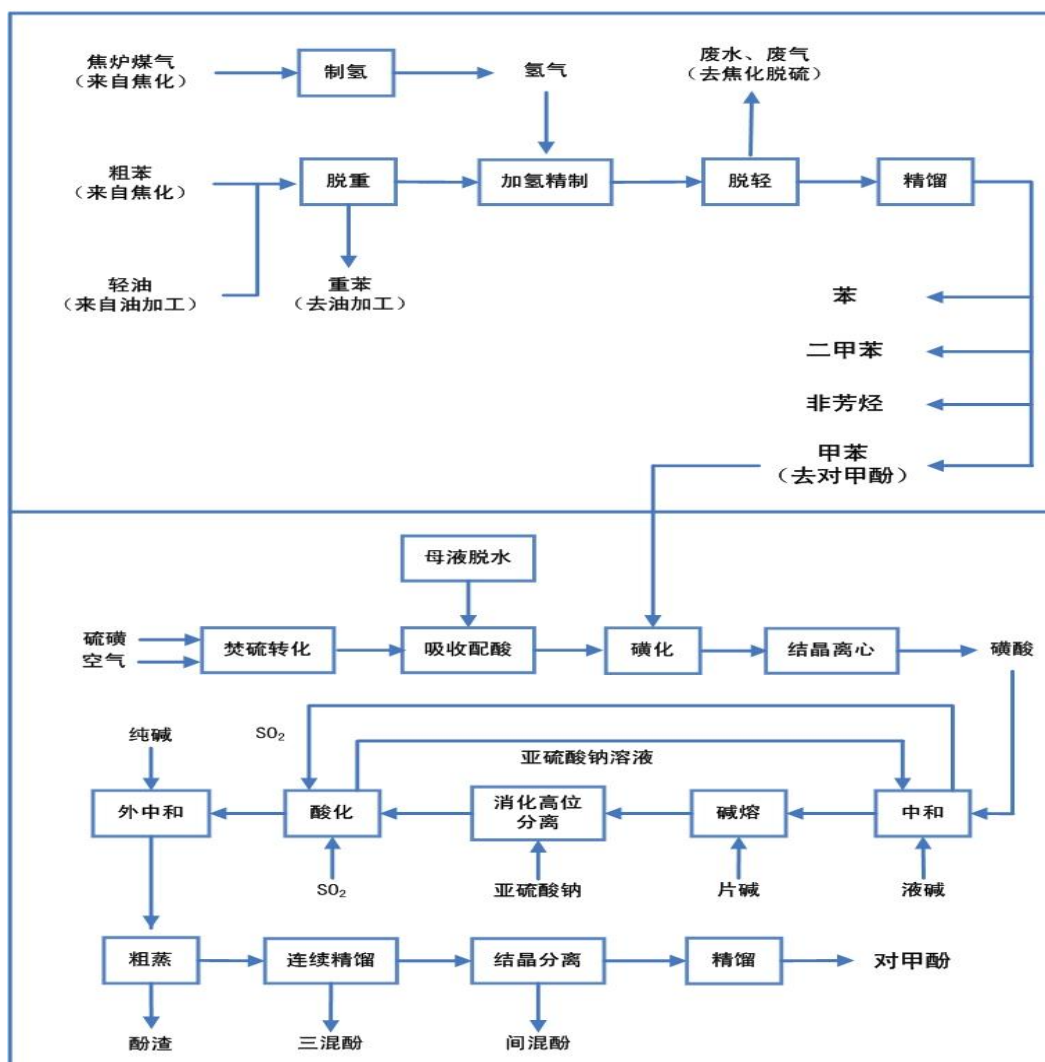 焦炉煤气
（来自焦化）
制氢
氢气
废水、废气
（去焦化脱硫）
粗苯
（来自焦化）
脱重
加氢精制
脱轻
精馏
轻油
（来自油加工）
重苯
（去油加工）
苯
二甲苯
非芳烃
甲苯
（去对甲酚）
母液脱水
硫磺
空气
焚硫转化
吸收配酸
磺化
结晶离心
磺酸
纯碱
SO₂
亚硫酸钠溶液
外中和
酸化
消化高位
分离
碱熔
中和
SO₂
亚硫酸钠
片碱
液碱
粗蒸
连续精馏
结晶分离
精馏
对甲酚
酚渣
三混酚
间混酚